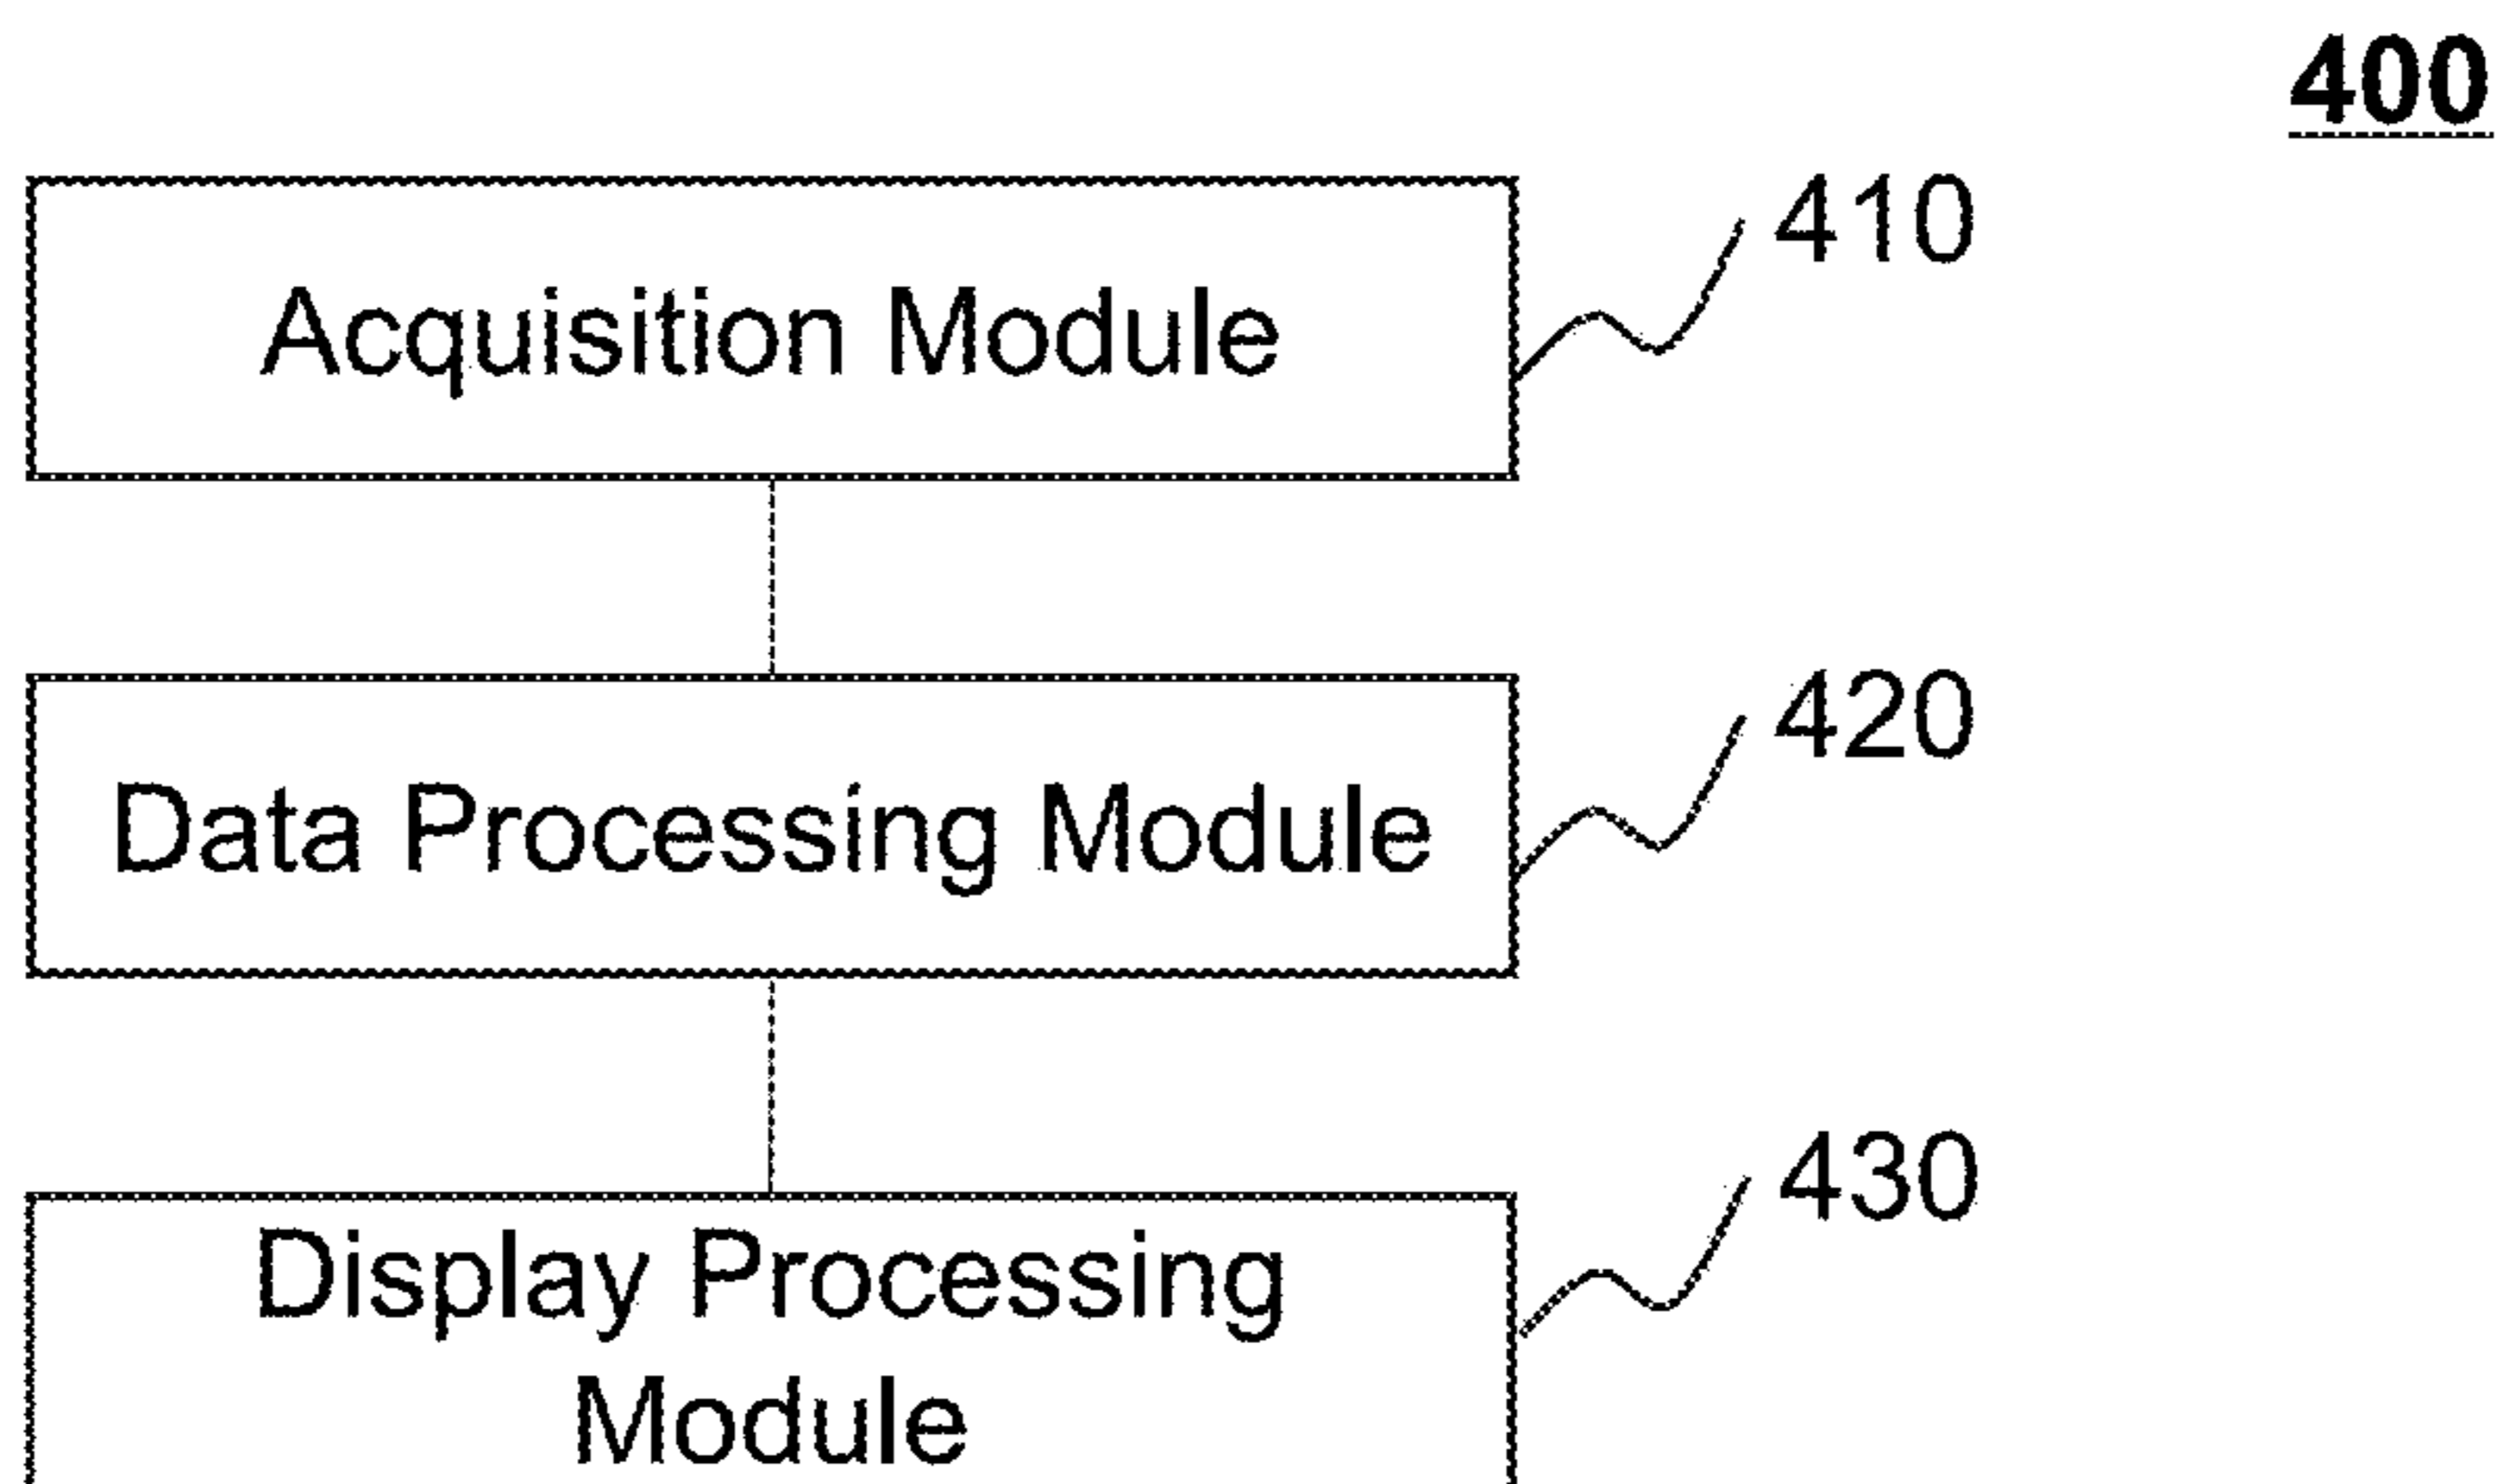 400
410
Acquisition Module
420
Data Processing Module
430
Display Processing
Module